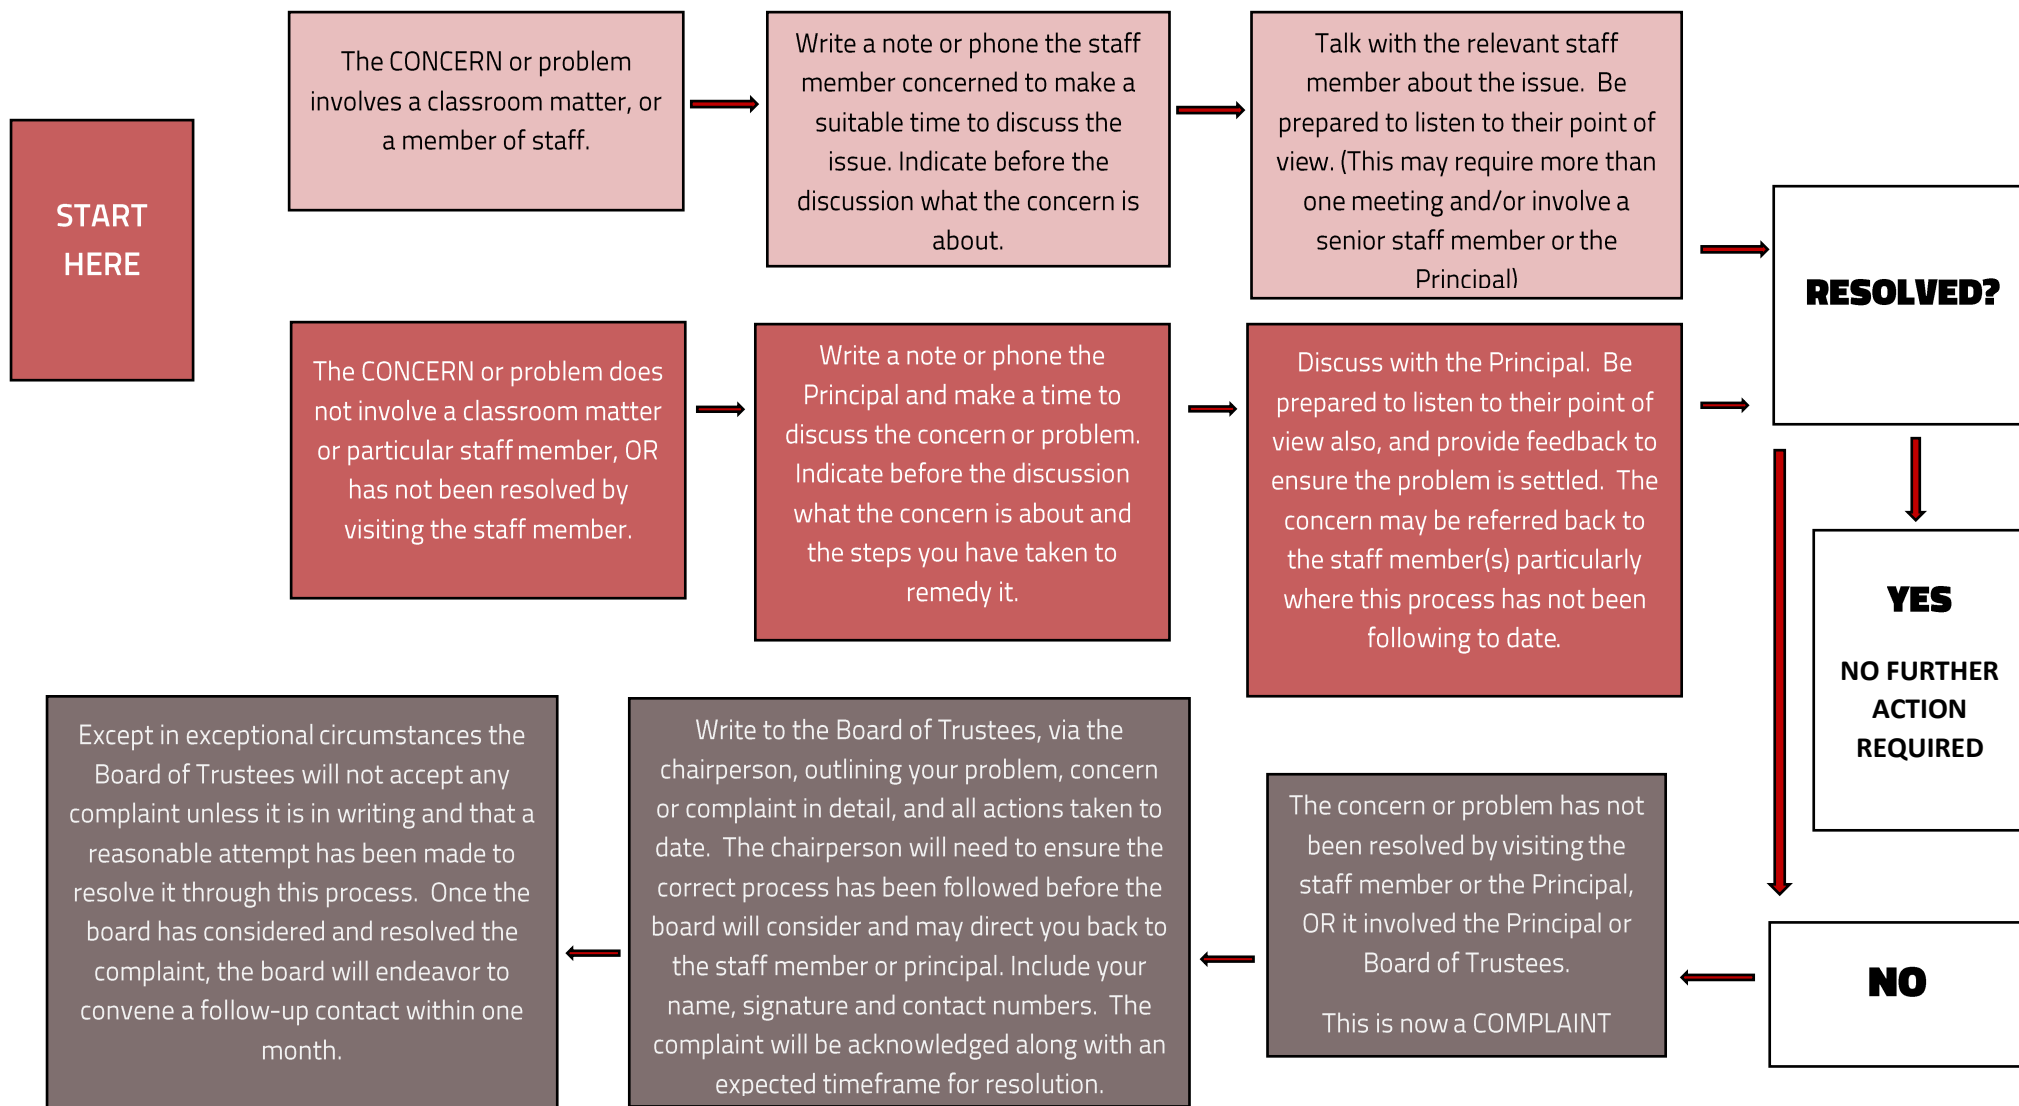 START
HERE
The CONCERN or problem
involves a classroom matter, or
a member of staff.
Write a note or phone the staff
member concerned to make a
suitable time to discuss the
issue. Indicate before the
discussion what the concern is
about.
Talk with the relevant staff
member about the issue. Be
prepared to listen to their point of
view. (This may require more than
one meeting and/or involve a
senior staff member or the
Principal)
RESOLVED?
The CONCERN or problem does
not involve a classroom matter
or particular staff member, OR
has not been resolved by
visiting the staff member.
Write a note or phone the
Principal and make a time to
discuss the concern or problem.
Indicate before the discussion
what the concern is about and
the steps you have taken to
remedy it.
Discuss with the Principal. Be
prepared to listen to their point of
view also, and provide feedback to
ensure the problem is settled. The
concern may be referred back to
the staff member(s) particularly
where this process has not been
following to date.
YES
NO FURTHER
ACTION
REQUIRED
NO
The concern or problem has not
been resolved by visiting the
staff member or the Principal,
OR it involved the Principal or
Board of Trustees.
This is now a COMPLAINT
Write to the Board of Trustees, via the
chairperson, outlining your problem, concern
or complaint in detail, and all actions taken to
date. The chairperson will need to ensure the
correct process has been followed before the
board will consider and may direct you back to
the staff member or principal. Include your
name, signature and contact numbers. The
complaint will be acknowledged along with an
expected timeframe for resolution.
Except in exceptional circumstances the
Board of Trustees will not accept any
complaint unless it is in writing and that a
reasonable attempt has been made to
resolve it through this process. Once the
board has considered and resolved the
complaint, the board will endeavor to
convene a follow-up contact within one
month.